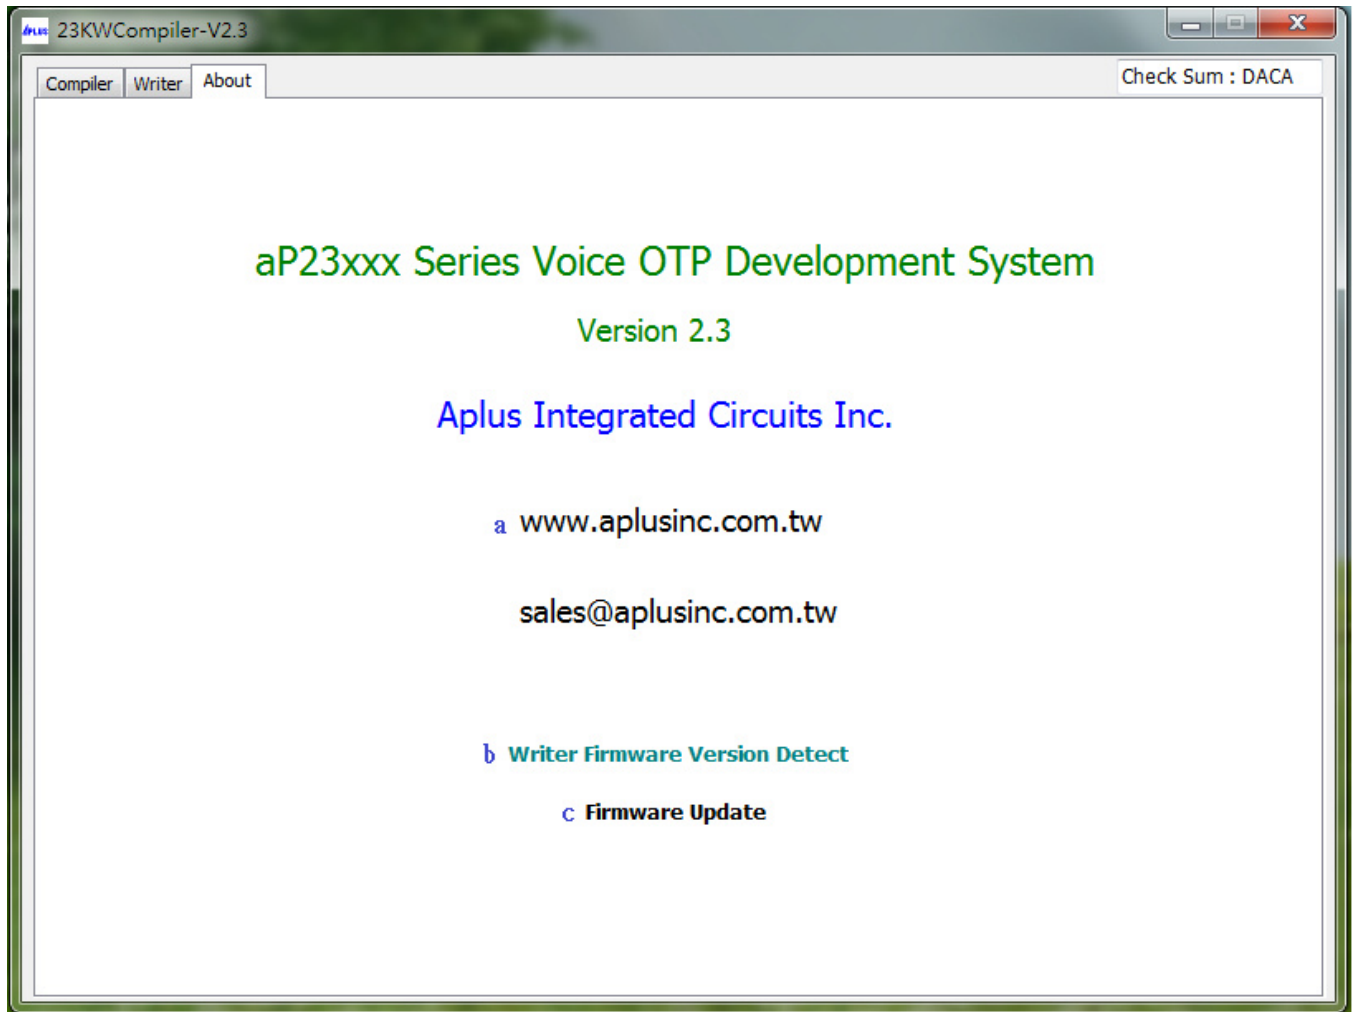 APLUS 23KWCompiler-V2.3
Compiler Writer About Check Sum : DACA
aP23xxx Series Voice OTP Development System
Version 2.3
Aplus Integrated Circuits Inc.
a www.aplusinc.com.tw
sales@aplusinc.com.tw
b Writer Firmware Version Detect
c Firmware Update